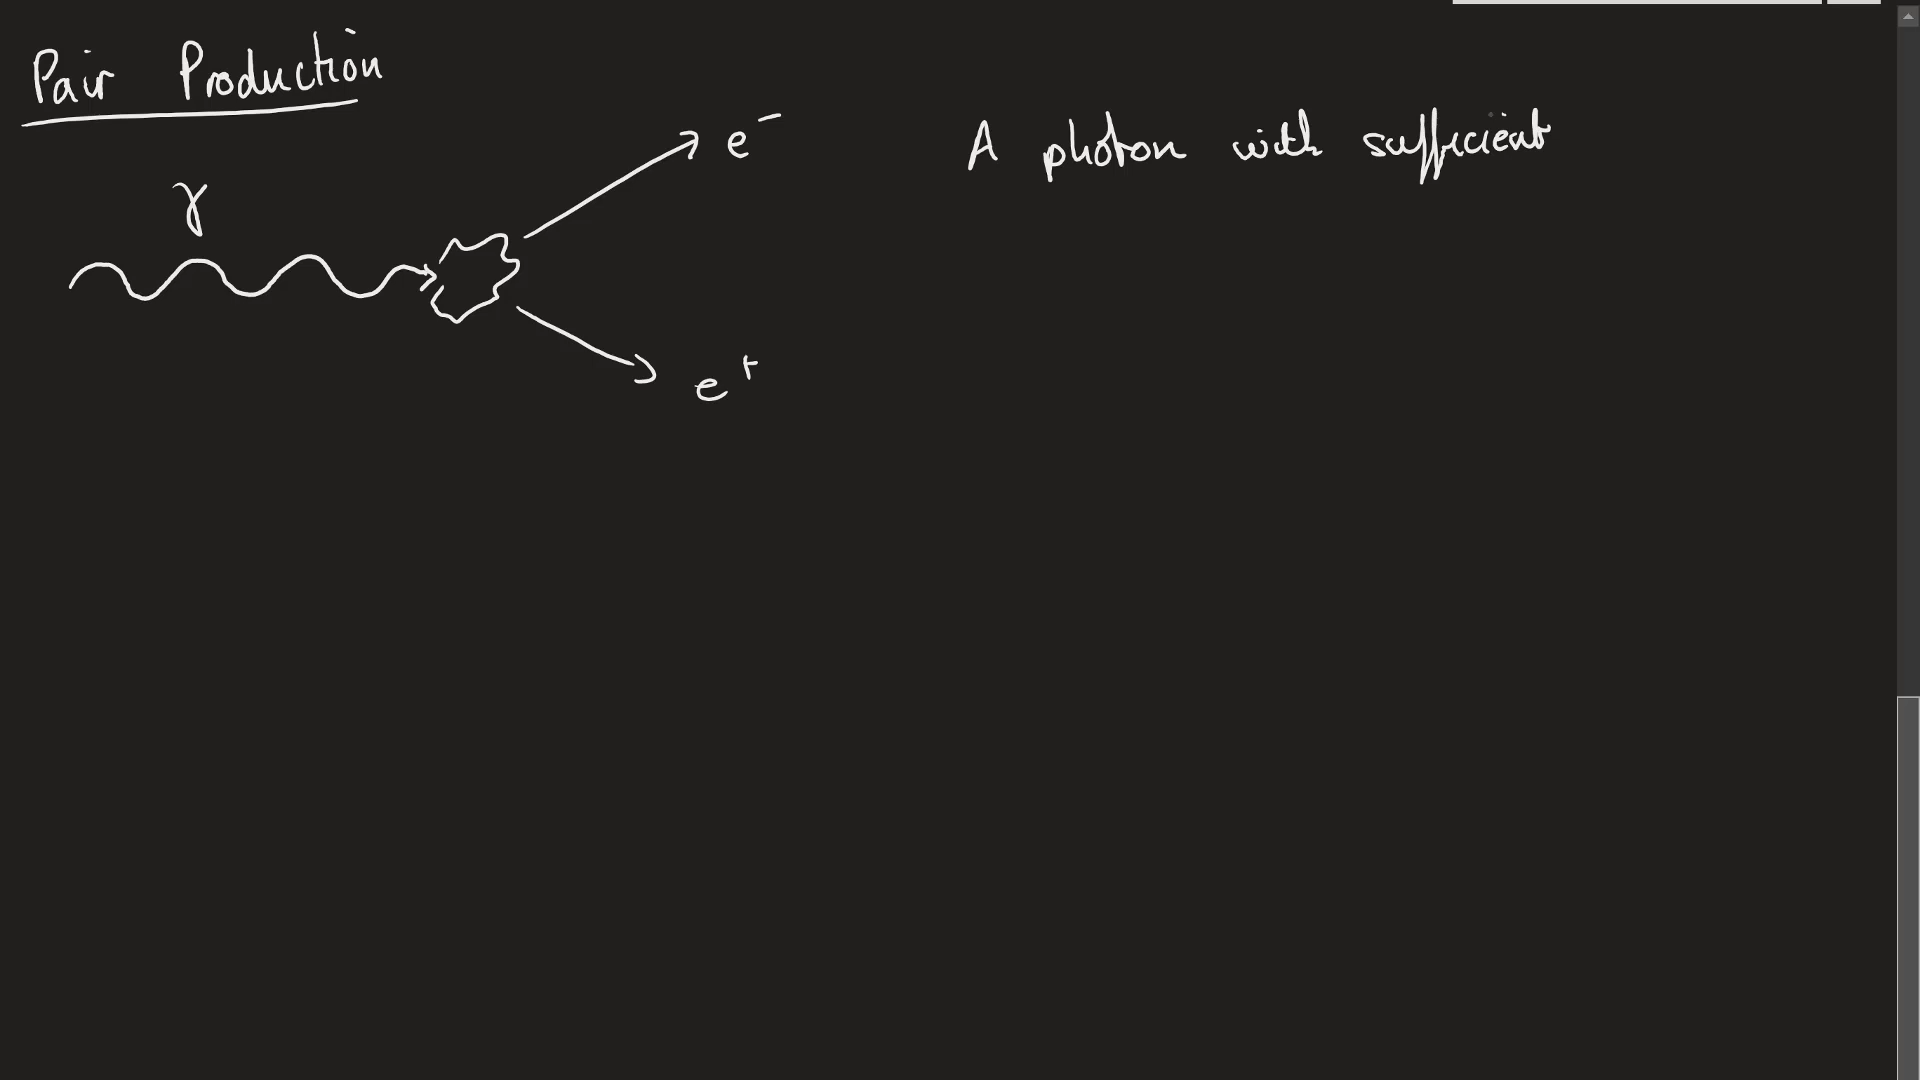 Pair Production
A photon with sufficient
γ
e⁻
e⁺